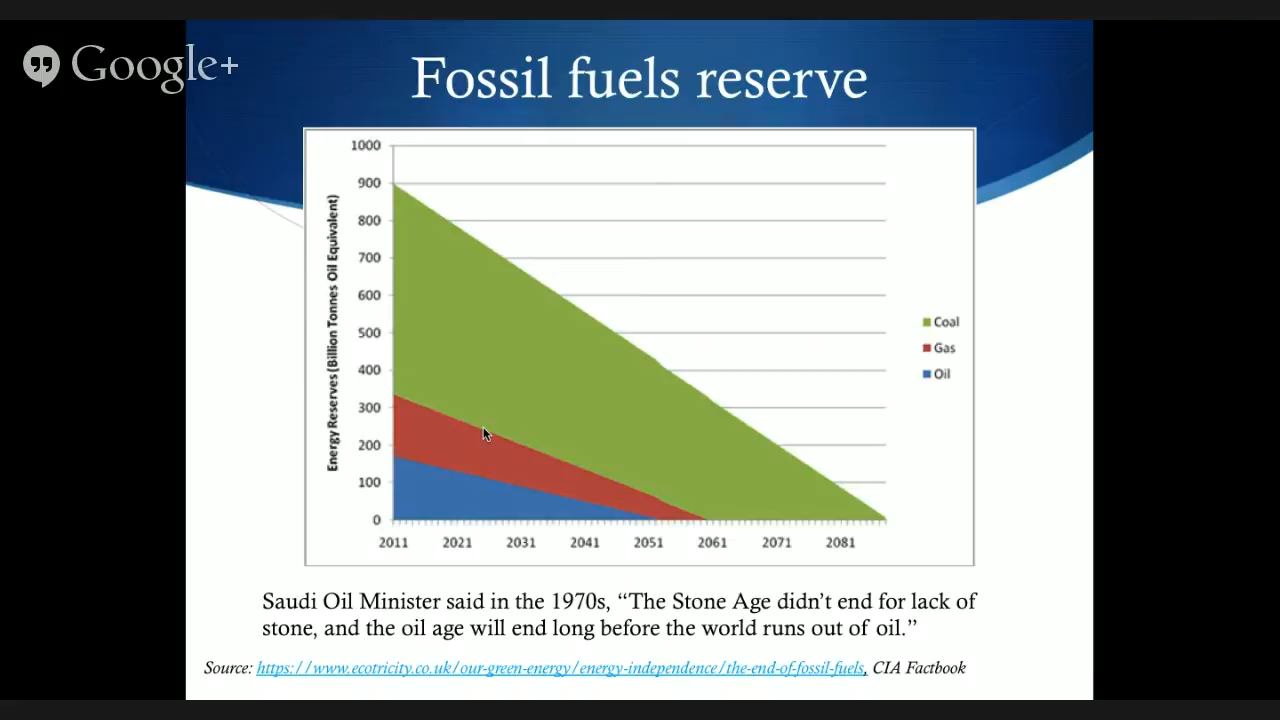 Google+
Fossil fuels reserve
Energy Reserves (Billion Tonnes Oil Equivalent)
1000
900
800
700
600
500
400
300
200
100
0
2011 2021 2031 2041 2051 2061 2071 2081
Coal
Gas
Oil
Saudi Oil Minister said in the 1970s, “The Stone Age didn’t end for lack of
stone, and the oil age will end long before the world runs out of oil.”
Source: https://www.ecotricity.co.uk/our-green-energy/energy-independence/the-end-of-fossil-fuels, CIA Factbook